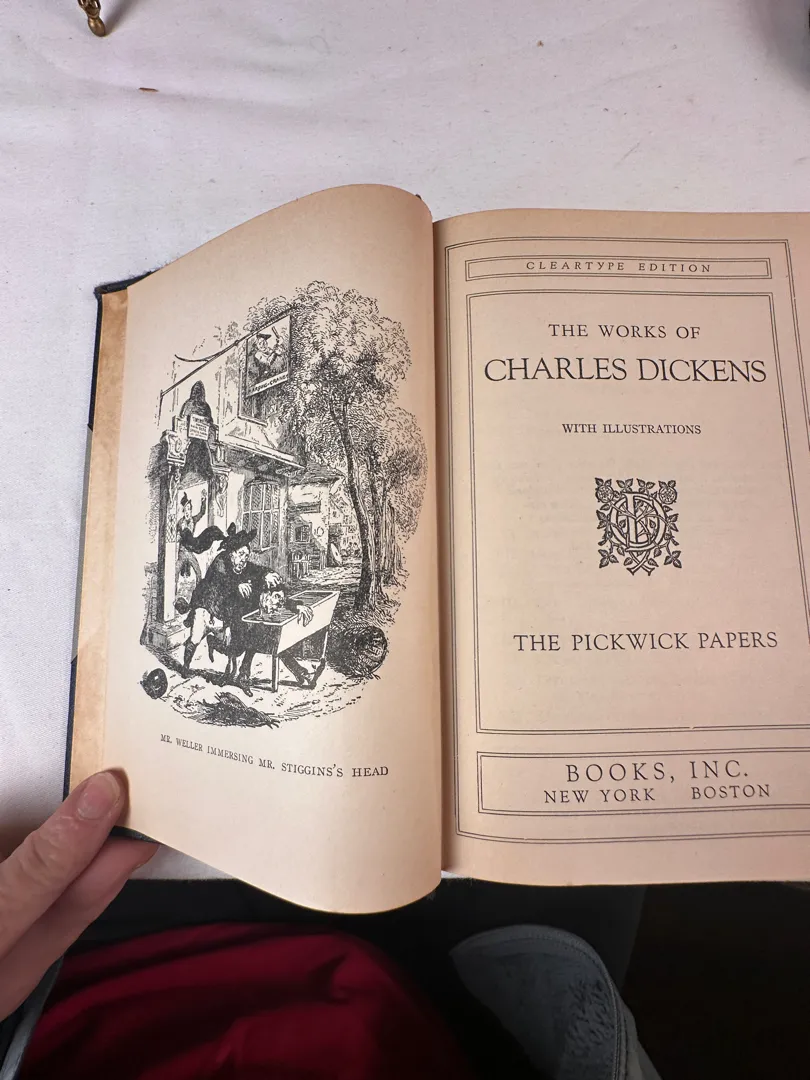 MR. WELLER IMMERSING MR. STIGGINS'S HEAD
CLEARTYPE EDITION
THE WORKS OF
CHARLES DICKENS
WITH ILLUSTRATIONS
THE PICKWICK PAPERS
BOOKS, INC.
NEW YORK BOSTON